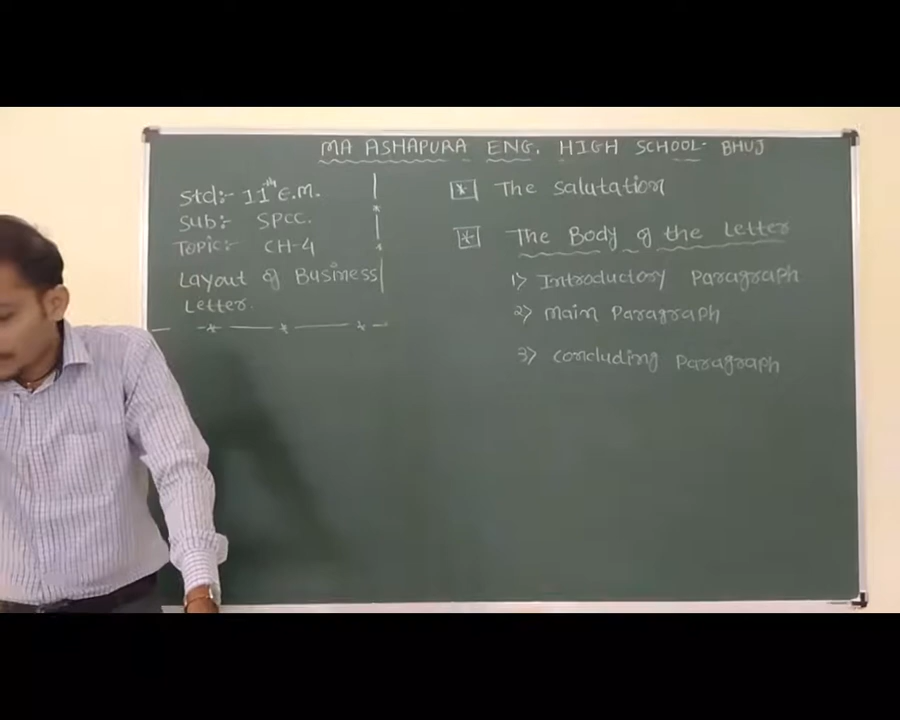 MA ASHAPURA ENG. HIGH SCHOOL- BHUJ
Std:- 11th E.M.
Sub:- SPCC.
Topic:- CH-4
Layout of Business
Letter.
* The salutation
* The Body of the Letter
1) Introductory Paragraph
2) Main Paragraph
3) Concluding Paragraph